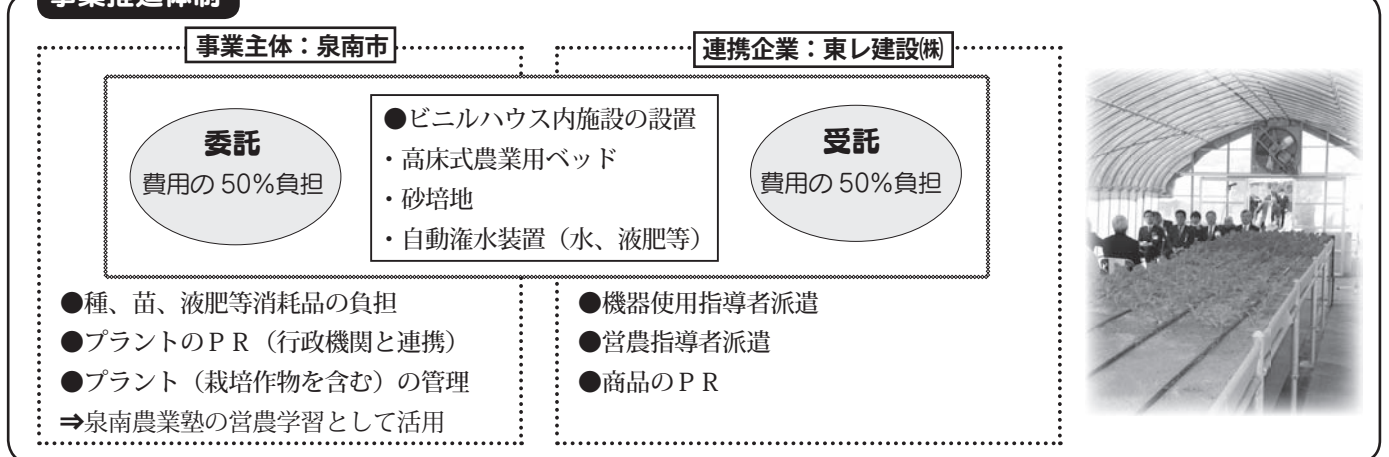 事業推進体制
事業主体：泉南市
連携企業：東レ建設㈱
委託
費用の 50％負担
●ビニルハウス内施設の設置
・高床式農業用ベッド
・砂培地
・自動潅水装置（水、液肥等）
受託
費用の 50％負担
●種、苗、液肥等消耗品の負担
●プラントのＰＲ（行政機関と連携）
●プラント（栽培作物を含む）の管理
⇒泉南農業塾の営農学習として活用
●機器使用指導者派遣
●営農指導者派遣
●商品のＰＲ